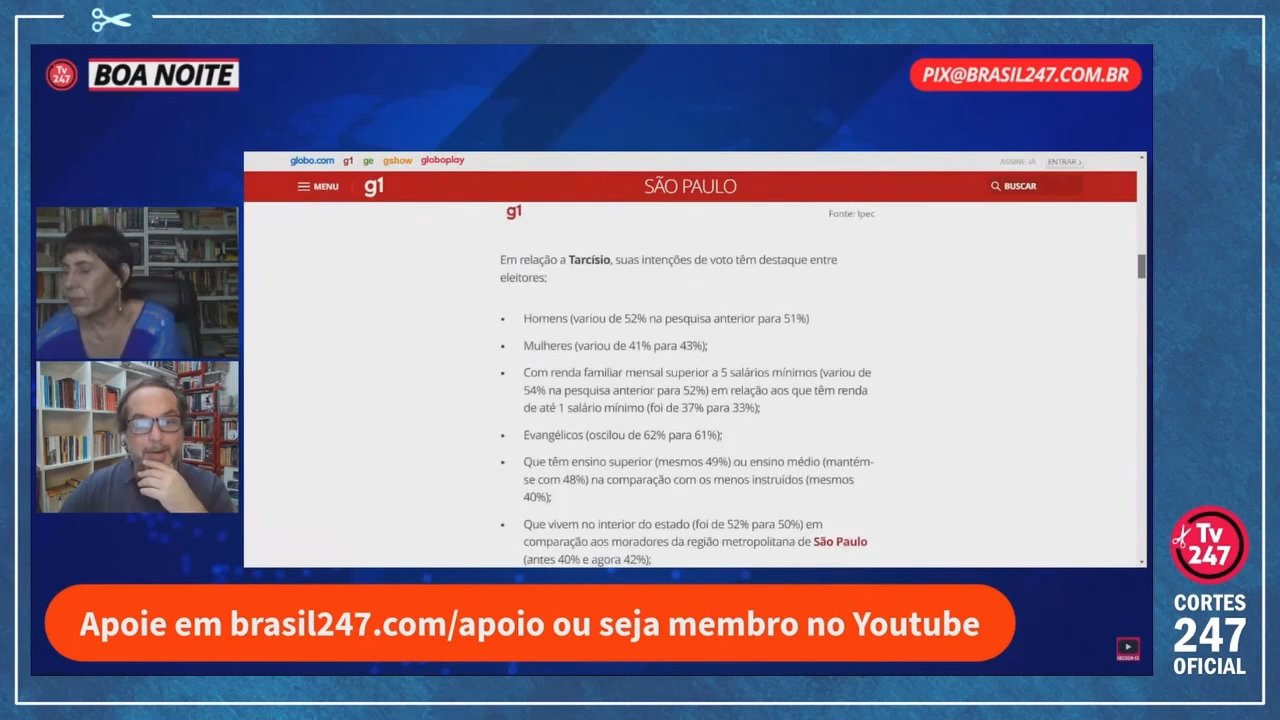 Tv
247
BOA NOITE
PIX@BRASIL247.COM.BR
globo.com g1 ge gshow globoplay
ASSINE JÁ ENTRAR ›
MENU g1 SÃO PAULO BUSCAR
g1 Fonte: Ipec
Em relação a Tarcísio, suas intenções de voto têm destaque entre
eleitores:
• Homens (variou de 52% na pesquisa anterior para 51%)
• Mulheres (variou de 41% para 43%);
• Com renda familiar mensal superior a 5 salários mínimos (variou de
54% na pesquisa anterior para 52%) em relação aos que têm renda
de até 1 salário mínimo (foi de 37% para 33%);
• Evangélicos (oscilou de 62% para 61%);
• Que têm ensino superior (mesmos 49%) ou ensino médio (mantém-
se com 48%) na comparação com os menos instruídos (mesmos
40%);
• Que vivem no interior do estado (foi de 52% para 50%) em
comparação aos moradores da região metropolitana de São Paulo
(antes 40% e agora 42%);
Apoie em brasil247.com/apoio ou seja membro no Youtube
Tv
247
CORTES
247
OFICIAL